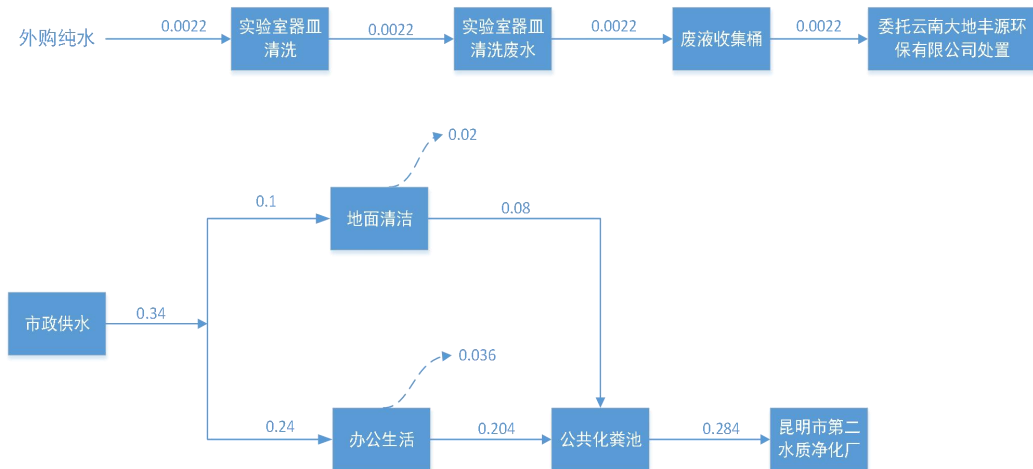 外购纯水
0.0022
实验室器皿
清洗
0.0022
实验室器皿
清洗废水
0.0022
废液收集桶
0.0022
委托云南大地丰源环
保有限公司处置
0.02
0.1
地面清洁
0.08
市政供水
0.34
0.036
0.24
办公生活
0.204
公共化粪池
0.284
昆明市第二
水质净化厂